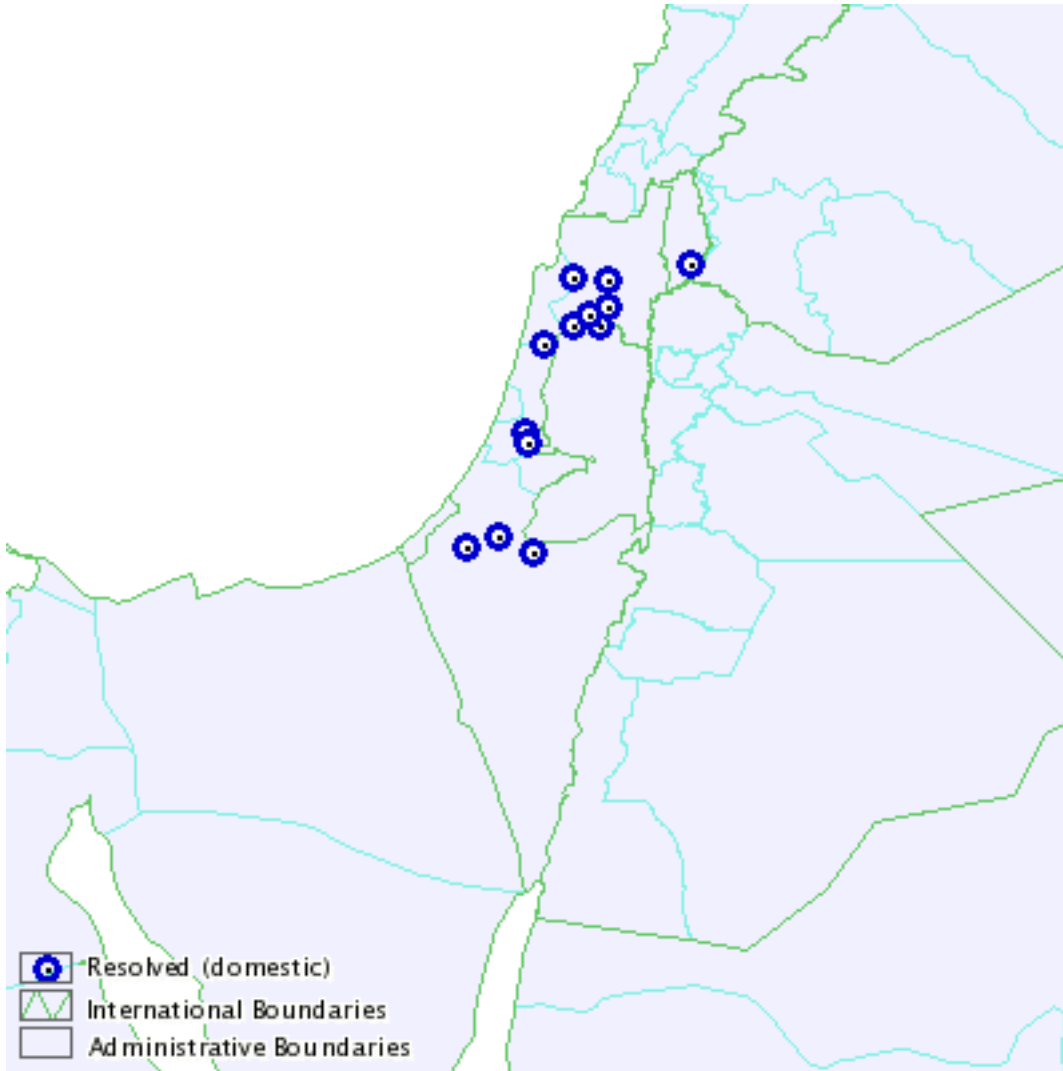 Resolved (domestic)
International Boundaries
Administrative Boundaries